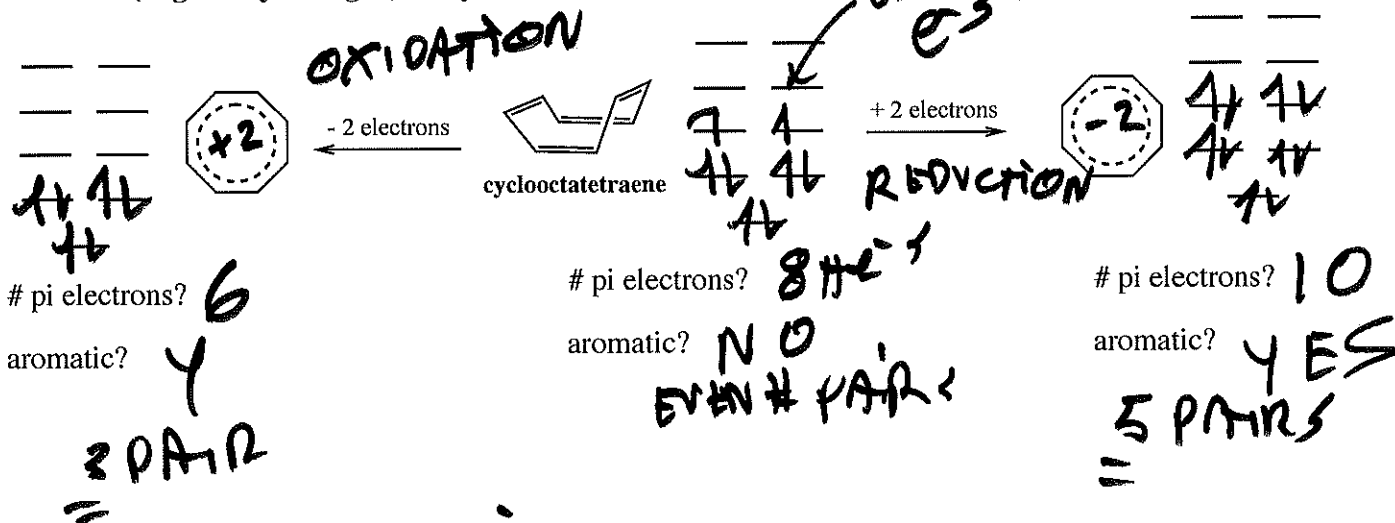 OXIDATION
e's
+2
- 2 electrons
+ 2 electrons
-2
cyclooctatetraene
REDUCTION
# pi electrons? 6
# pi electrons? 8
# pi electrons? 10
aromatic? Y
aromatic? NO
aromatic? YES
EVEN # PAIRS
3 PAIR
5 PAIRS